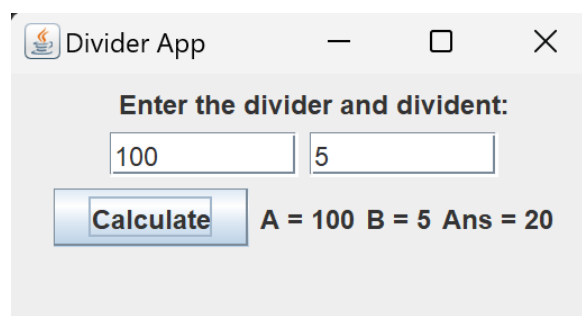 Divider App
Enter the divider and divident:
100 5
Calculate A = 100 B = 5 Ans = 20